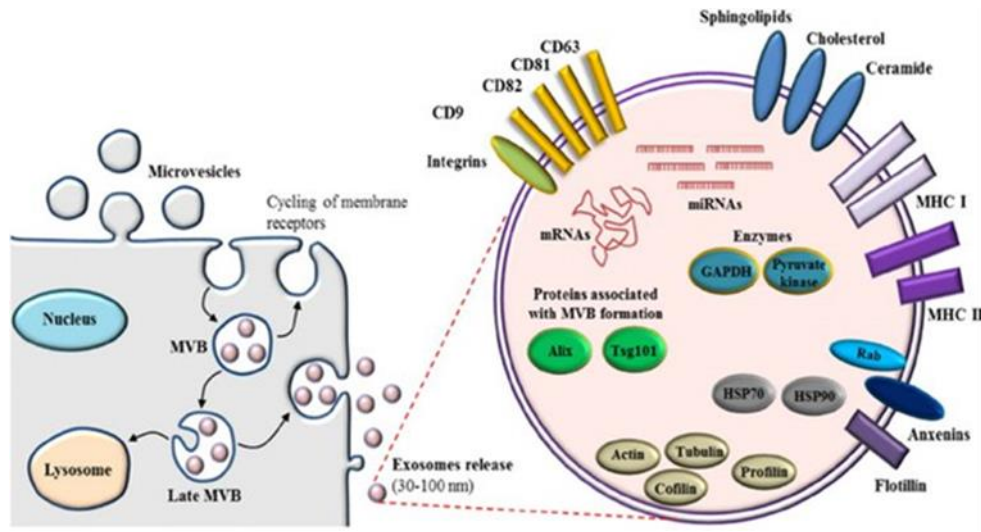 Microvesicles
Cycling of membrane
receptors
Nucleus
MVB
Lysosome
Late MVB
Exosomes release
(30-100 nm)
CD63
CD81
CD82
CD9
Integrins
Sphingolipids
Cholesterol
Ceramide
MHC I
MHC II
miRNAs
mRNAs
Enzymes
GAPDH
Pyruvate
kinase
Proteins associated
with MVB formation
Alix
Tsg101
Rab
HSP70
HSP90
Anxenins
Flotillin
Actin
Tubulin
Cofilin
Profilin